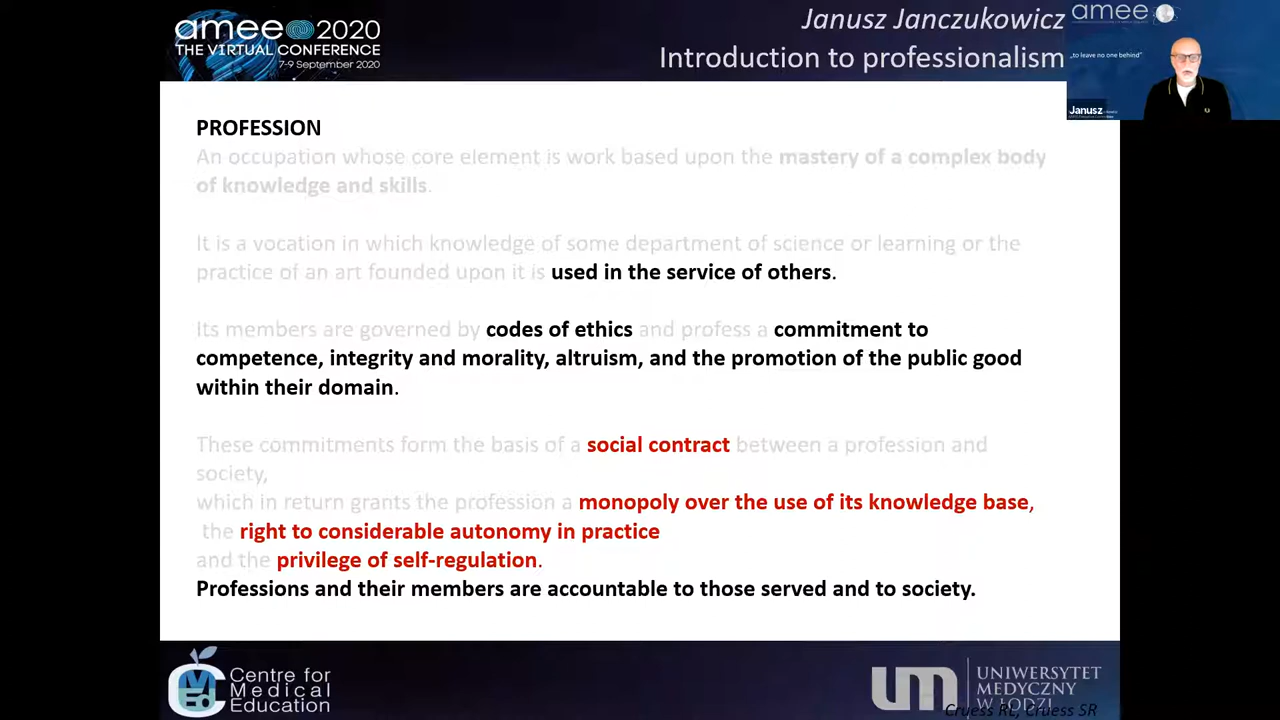 amee 2020
THE VIRTUAL CONFERENCE
7-9 September 2020
Janusz Janczukowicz
Introduction to professionalism
amee
„to leave no one behind"
Janusz
PROFESSION
An occupation whose core element is work based upon the mastery of a complex body
of knowledge and skills.
It is a vocation in which knowledge of some department of science or learning or the
practice of an art founded upon it is used in the service of others.
Its members are governed by codes of ethics and profess a commitment to
competence, integrity and morality, altruism, and the promotion of the public good
within their domain.
These commitments form the basis of a social contract between a profession and
society,
which in return grants the profession a monopoly over the use of its knowledge base,
the right to considerable autonomy in practice
and the privilege of self-regulation.
Professions and their members are accountable to those served and to society.
Centre for
Medical
Education
um
UNIWERSYTET
MEDYCZNY
W ŁODZI
Cruess RL, Cruess SR